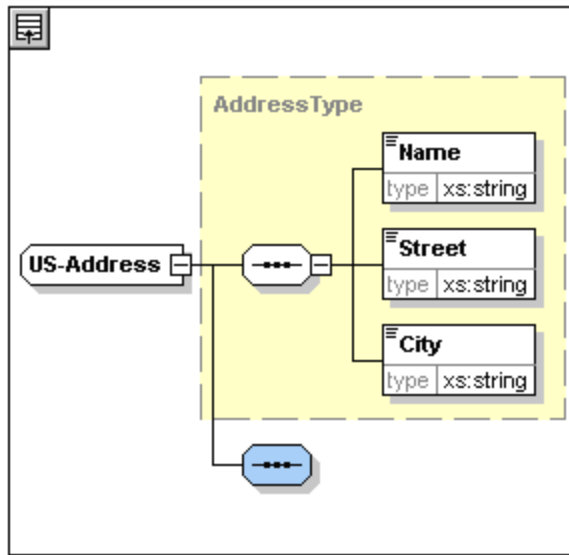 AddressType
Name
type xs:string
US-Address
Street
type xs:string
City
type xs:string